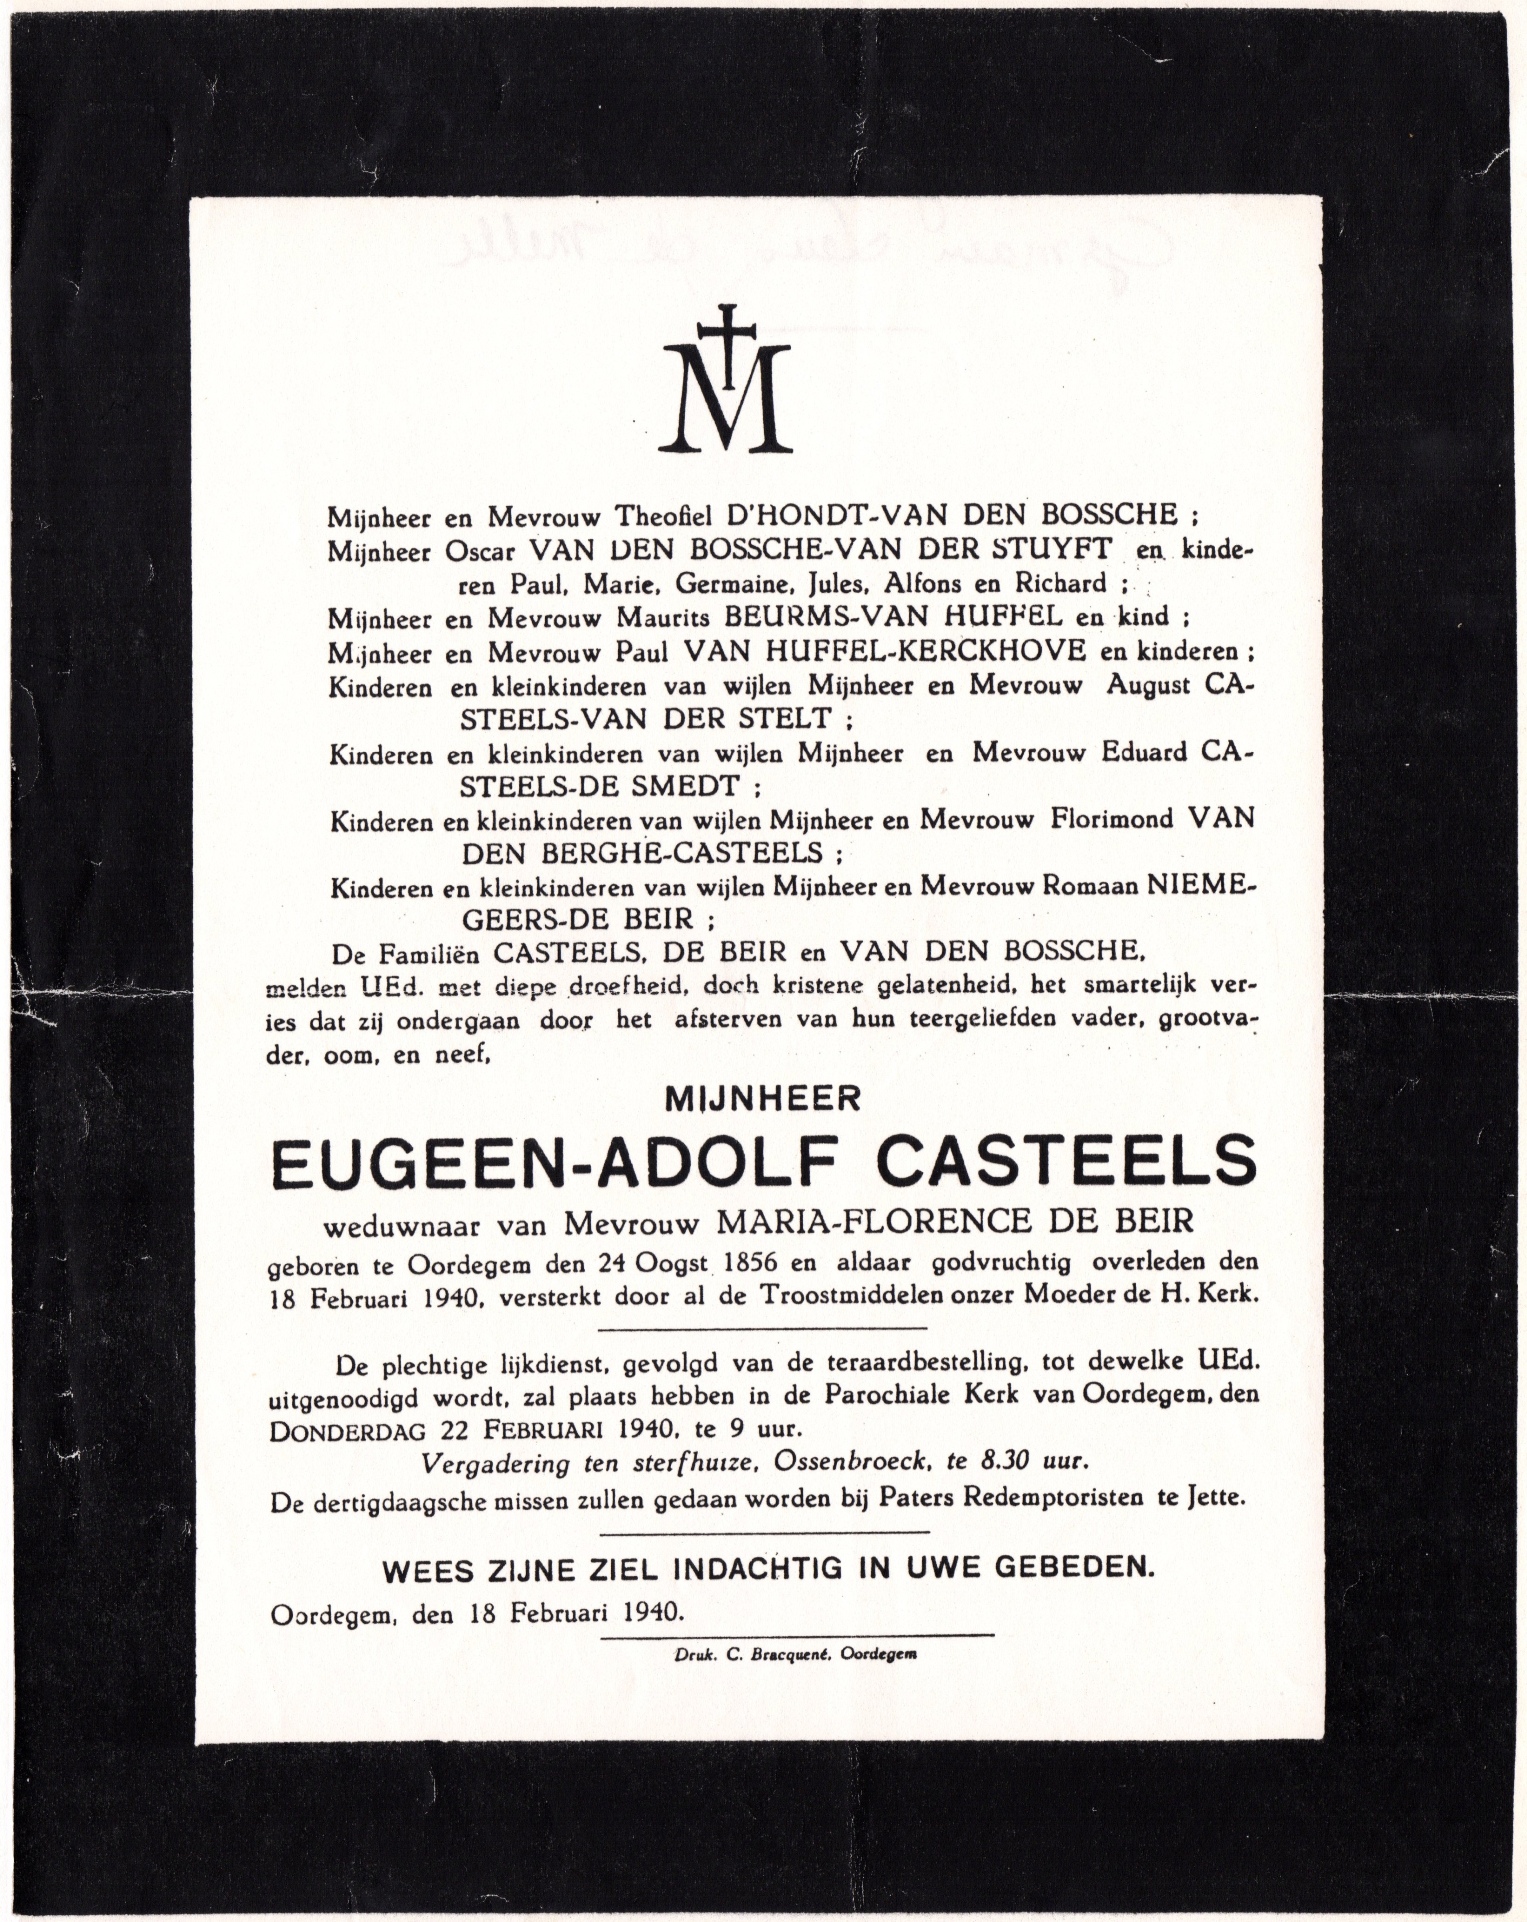 M
Mijnheer en Mevrouw Theofiel D'HONDT-VAN DEN BOSSCHE ;
Mijnheer Oscar VAN DEN BOSSCHE-VAN DER STUYFT en kinde-
ren Paul, Marie, Germaine, Jules, Alfons en Richard ;
Mijnheer en Mevrouw Maurits BEURMS-VAN HUFFEL en kind ;
Mijnheer en Mevrouw Paul VAN HUFFEL-KERCKHOVE en kinderen ;
Kinderen en kleinkinderen van wijlen Mijnheer en Mevrouw August CA-
STEELS-VAN DER STELT ;
Kinderen en kleinkinderen van wijlen Mijnheer en Mevrouw Eduard CA-
STEELS-DE SMEDT ;
Kinderen en kleinkinderen van wijlen Mijnheer en Mevrouw Florimond VAN
DEN BERGHE-CASTEELS ;
Kinderen en kleinkinderen van wijlen Mijnheer en Mevrouw Romaan NIEME-
GEERS-DE BEIR ;
De Familiën CASTEELS, DE BEIR en VAN DEN BOSSCHE,
melden UEd. met diepe droefheid, doch kristene gelatenheid, het smartelijk ver-
ies dat zij ondergaan door het afsterven van hun teergeliefden vader, grootva-
der, oom, en neef,
MIJNHEER
EUGEEN-ADOLF CASTEELS
weduwnaar van Mevrouw MARIA-FLORENCE DE BEIR
geboren te Oordegem den 24 Oogst 1856 en aldaar godvruchtig overleden den
18 Februari 1940, versterkt door al de Troostmiddelen onzer Moeder de H. Kerk.
De plechtige lijkdienst, gevolgd van de teraardbestelling, tot dewelke UEd.
uitgenoodigd wordt, zal plaats hebben in de Parochiale Kerk van Oordegem, den
DONDERDAG 22 FEBRUARI 1940, te 9 uur.
Vergadering ten sterfhuize, Ossenbroeck, te 8.30 uur.
De dertigdaagsche missen zullen gedaan worden bij Paters Redemptoristen te Jette.
WEES ZIJNE ZIEL INDACHTIG IN UWE GEBEDEN.
Oordegem, den 18 Februari 1940.
Druk. C. Bracquené, Oordegem